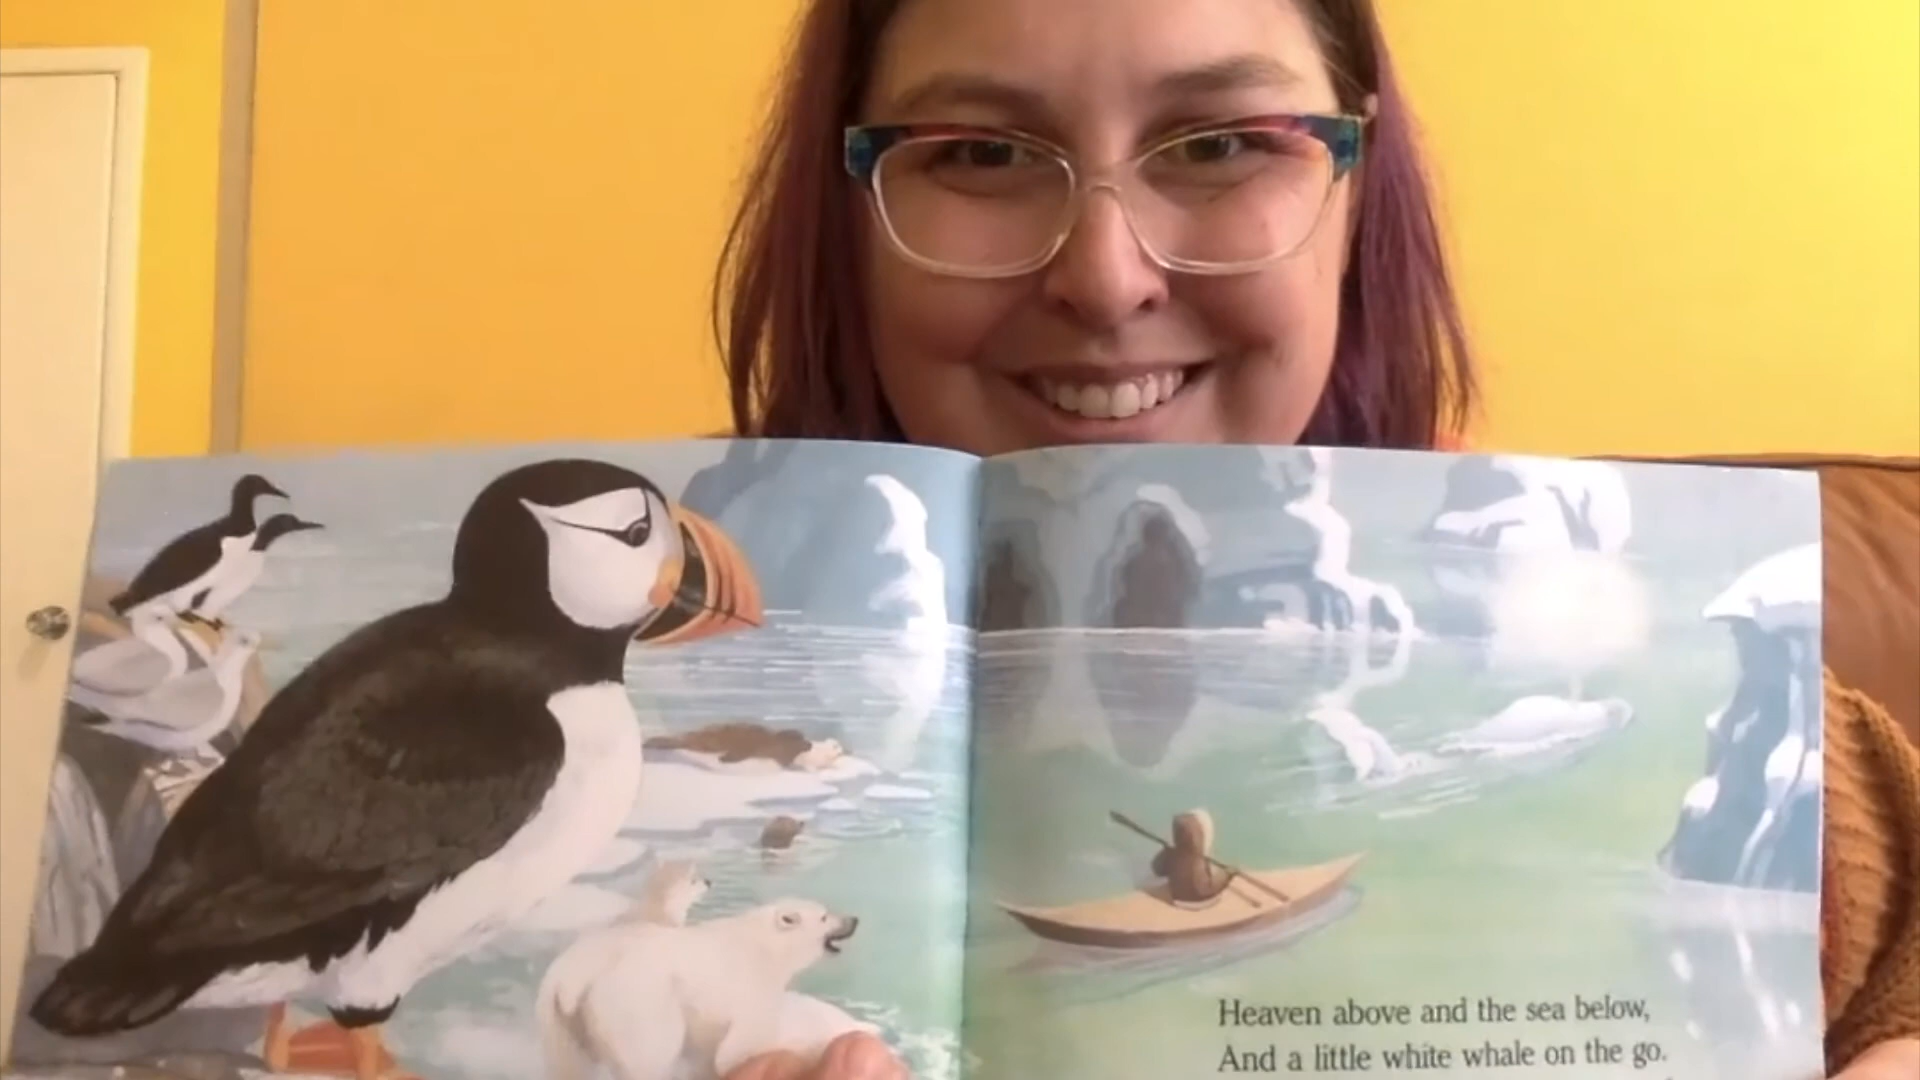 Heaven above and the sea below,
And a little white whale on the go.